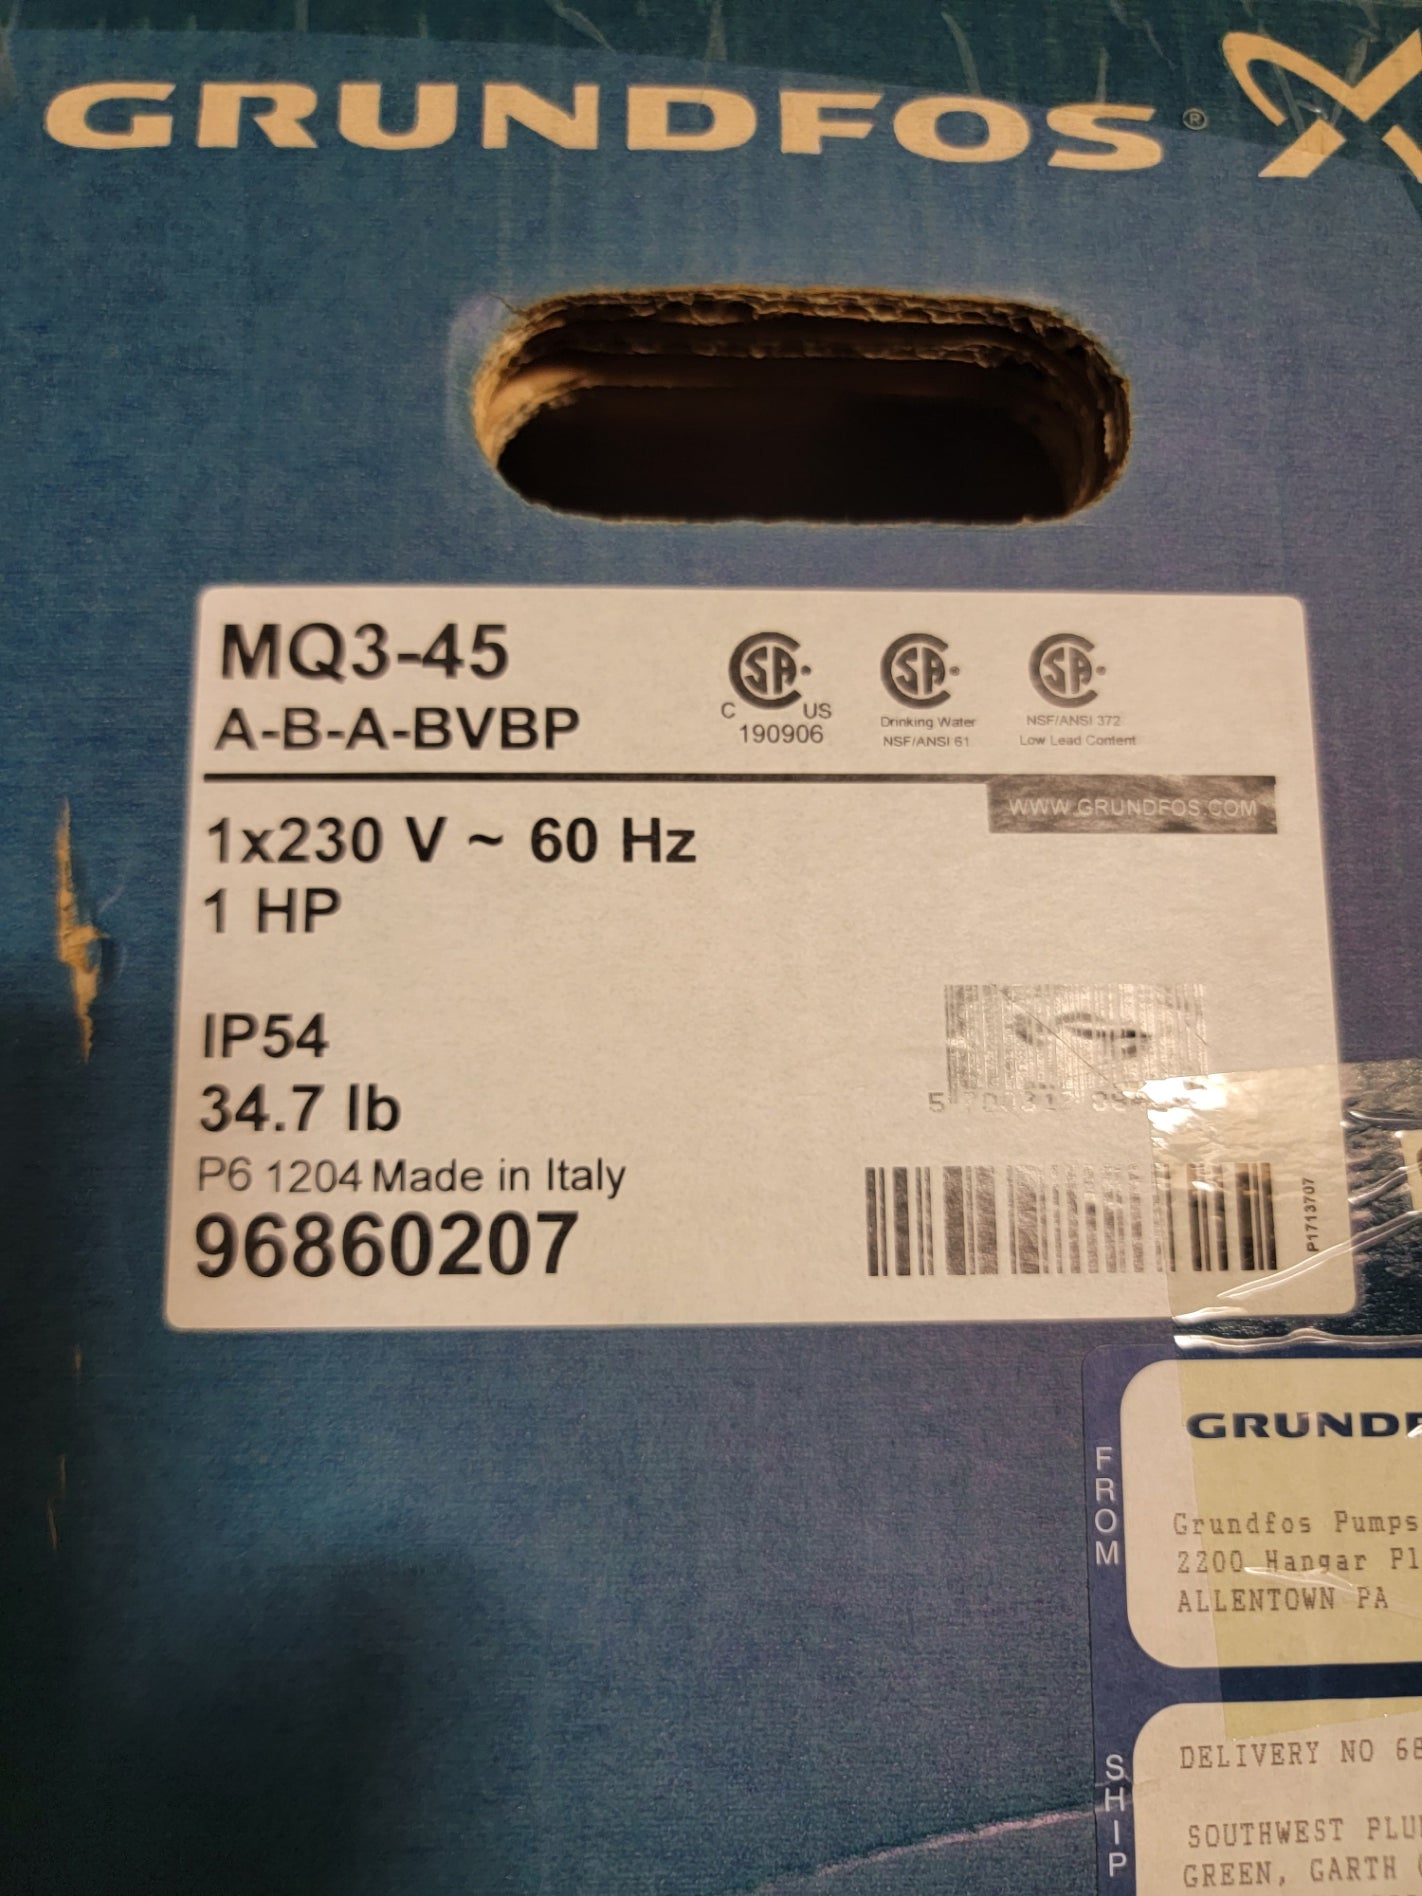 GRUNDFOS®
MQ3-45
A-B-A-BVBP
C US
190906
Drinking Water
NSF/ANSI 61
NSF/ANSI 372
Low Lead Content
WWW.GRUNDFOS.COM
1x230 V ~ 60 Hz
1 HP
IP54
34.7 lb
P6 1204 Made in Italy
96860207
P1713707
FROM
GRUNDF
Grundfos Pumps
2200 Hangar Pl
ALLENTOWN PA
SHIP
DELIVERY NO 68
SOUTHWEST PLU
GREEN, GARTH